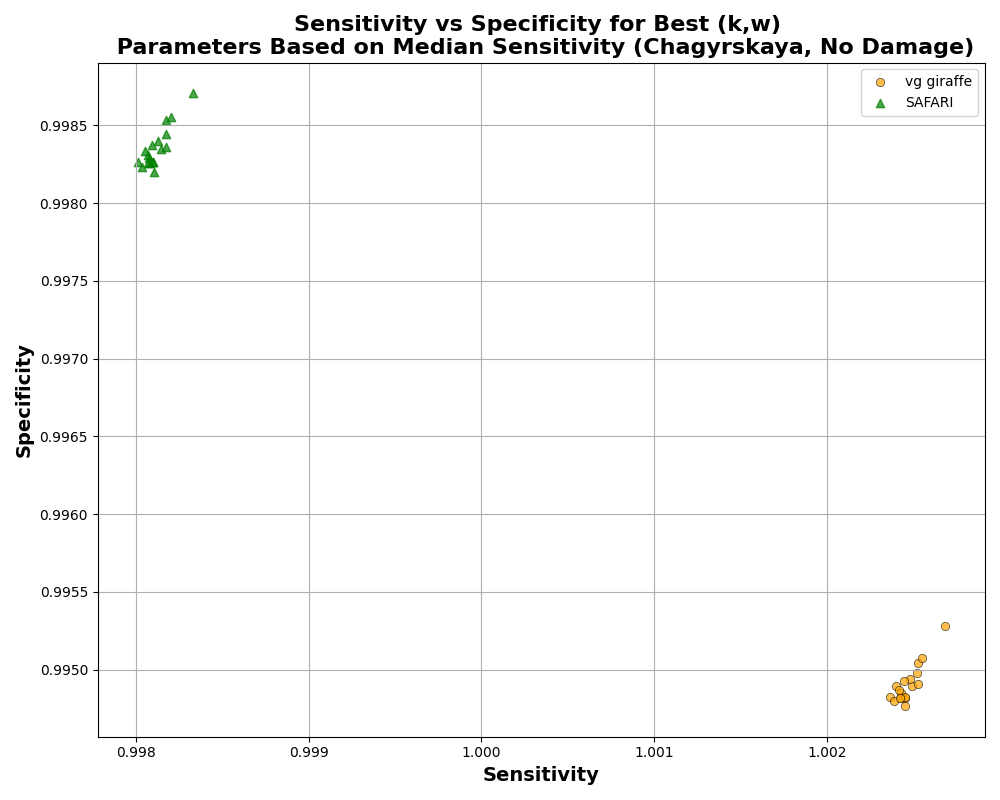 Sensitivity vs Specificity for Best (k,w)
Parameters Based on Median Sensitivity (Chagyrskaya, No Damage)
vg giraffe
SAFARI
0.9985
0.9980
0.9975
0.9970
0.9965
0.9960
0.9955
0.9950
Specificity
0.998
0.999
1.000
1.001
1.002
Sensitivity